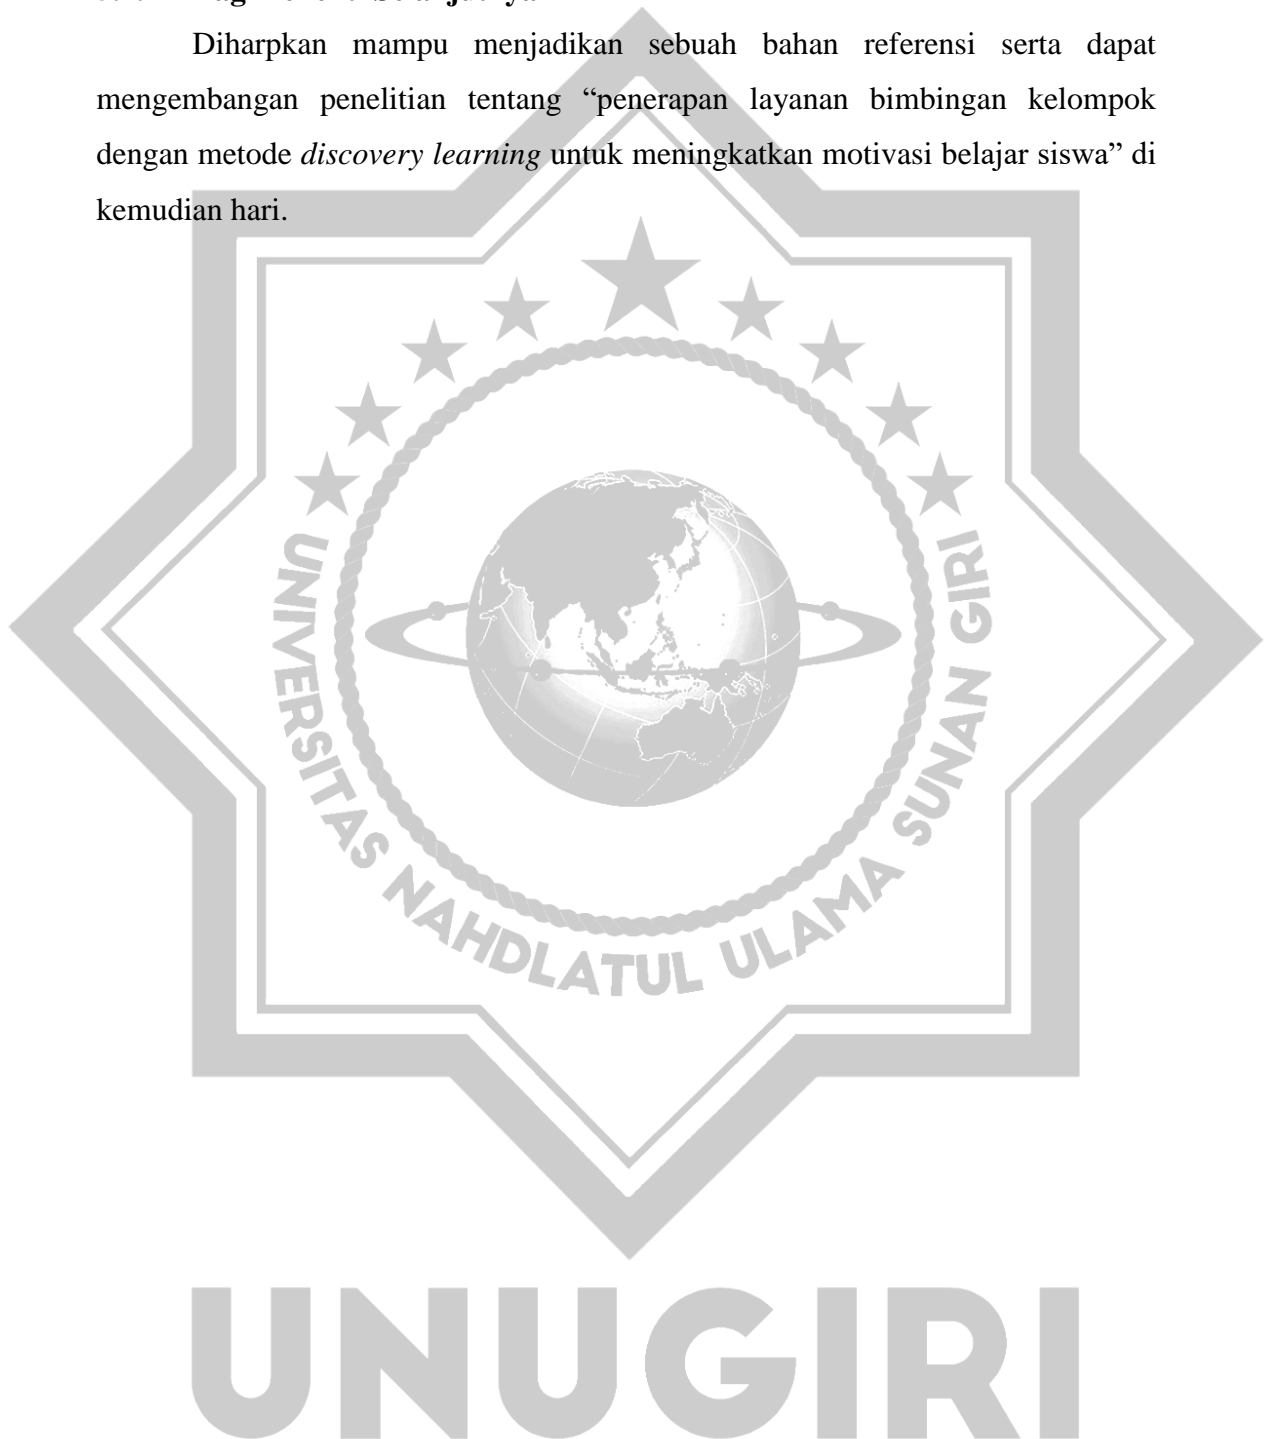 Diharpkan mampu menjadikan sebuah bahan referensi serta dapat
mengembangan penelitian tentang “penerapan layanan bimbingan kelompok
dengan metode discovery learning untuk meningkatkan motivasi belajar siswa” di
kemudian hari.
UNIVERSITAS NAHDLATUL ULAMA SUNAN GIRI
UNUGIRI